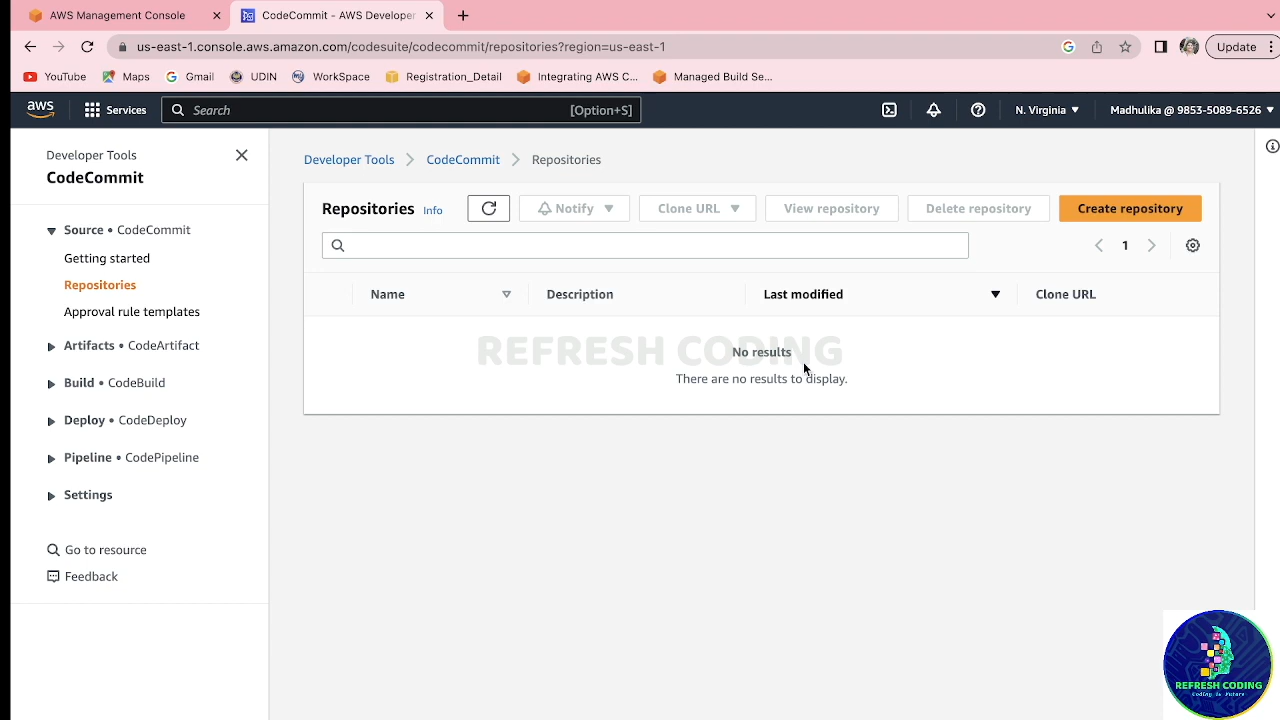 AWS Management Console
CodeCommit - AWS Developer
us-east-1.console.aws.amazon.com/codesuite/codecommit/repositories?region=us-east-1
Update
YouTube Maps Gmail UDIN WorkSpace Registration_Detail Integrating AWS C... Managed Build Se...
aws Services Search [Option+S] N. Virginia Madhulika @ 9853-5089-6526
Developer Tools
CodeCommit
Source • CodeCommit
Getting started
Repositories
Approval rule templates
Artifacts • CodeArtifact
Build • CodeBuild
Deploy • CodeDeploy
Pipeline • CodePipeline
Settings
Go to resource
Feedback
Developer Tools CodeCommit Repositories
Repositories Info Notify Clone URL View repository Delete repository Create repository
1
Name Description Last modified Clone URL
REFRESH CODING
No results
There are no results to display.
REFRESH CODING
Coding is Future